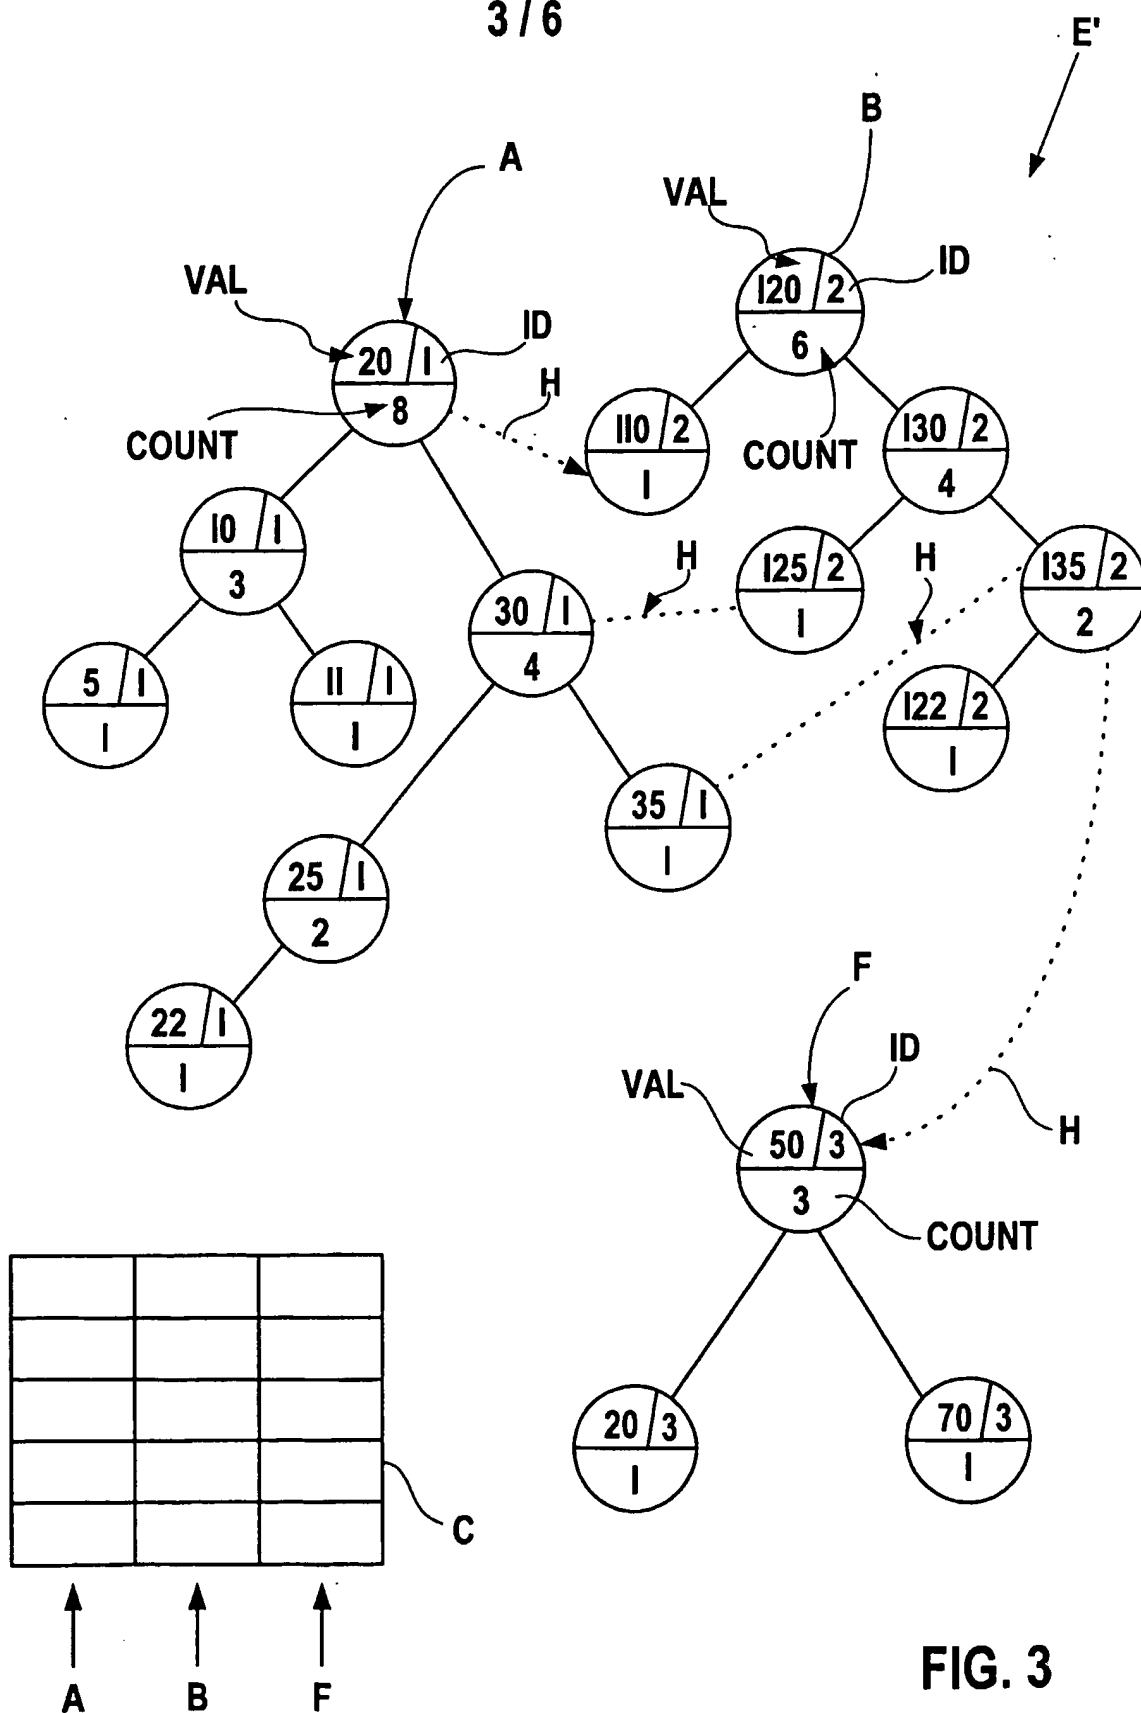 3 / 6
E'
B
A
VAL
VAL
ID
120 / 2
6
ID
20 / 1
8
H
COUNT
110 / 2
1
COUNT
130 / 2
4
10 / 1
3
H
125 / 2
1
H
135 / 2
2
30 / 1
4
5 / 1
1
11 / 1
1
122 / 2
1
35 / 1
1
25 / 1
2
F
22 / 1
1
ID
VAL
H
50 / 3
3
COUNT
20 / 3
1
70 / 3
1
C
A B F
FIG. 3